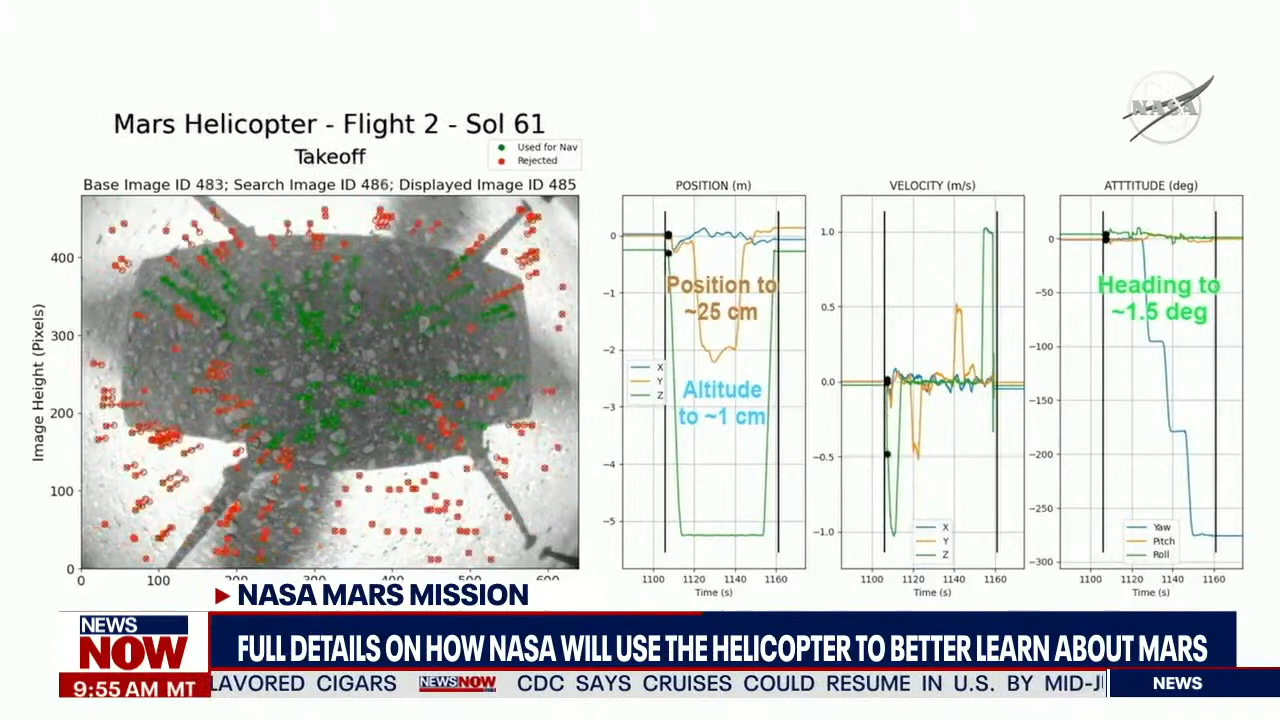 NASA
Mars Helicopter - Flight 2 - Sol 61
Takeoff
Used for Nav
Rejected
Base Image ID 483; Search Image ID 486; Displayed Image ID 485
Image Height (Pixels)
400
300
200
100
0
0 100 200 300 400 500 600
POSITION (m)
0
−1
−2
−3
−4
−5
Position to
~25 cm
X
Y
Z
Altitude
to ~1 cm
1100 1120 1140 1160
Time (s)
VELOCITY (m/s)
1.0
0.5
0.0
−0.5
−1.0
X
Y
Z
1100 1120 1140 1160
Time (s)
ATTTITUDE (deg)
0
−50
−100
−150
−200
−250
−300
Heading to
~1.5 deg
Yaw
Pitch
Roll
1100 1120 1140 1160
Time (s)
NASA MARS MISSION
NEWS
NOW
FULL DETAILS ON HOW NASA WILL USE THE HELICOPTER TO BETTER LEARN ABOUT MARS
9:55 AM MT
LAVORED CIGARS NEWSNOW CDC SAYS CRUISES COULD RESUME IN U.S. BY MID-J
NEWS